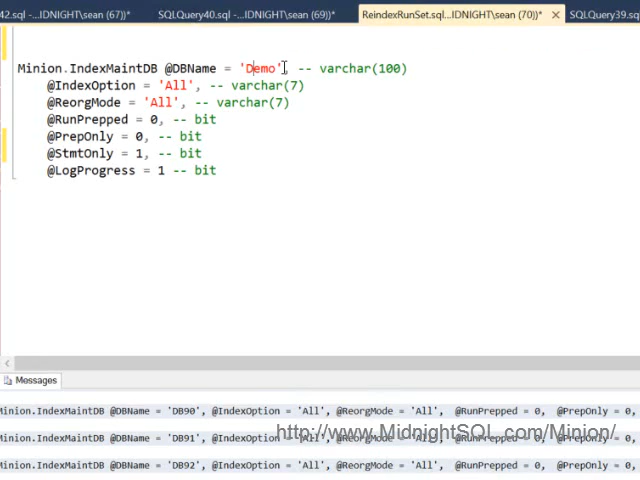 42.sql -...IDNIGHT\sean (67))* SQLQuery40.sql -...IDNIGHT\sean (69))* ReindexRunSet.sql...IDNIGHT\sean (70))* × SQLQuery39.sq
Minion.IndexMaintDB @DBName = 'Demo', -- varchar(100)
@IndexOption = 'All', -- varchar(7)
@ReorgMode = 'All', -- varchar(7)
@RunPrepped = 0, -- bit
@PrepOnly = 0, -- bit
@StmtOnly = 1, -- bit
@LogProgress = 1 -- bit
Messages
Minion.IndexMaintDB @DBName = 'DB90', @IndexOption = 'All', @ReorgMode = 'All', @RunPrepped = 0, @PrepOnly = 0,
http://www.MidnightSQL.com/Minion/
Minion.IndexMaintDB @DBName = 'DB91', @IndexOption = 'All', @ReorgMode = 'All', @RunPrepped = 0, @PrepOnly = 0,
Minion.IndexMaintDB @DBName = 'DB92', @IndexOption = 'All', @ReorgMode = 'All', @RunPrepped = 0, @PrepOnly = 0,